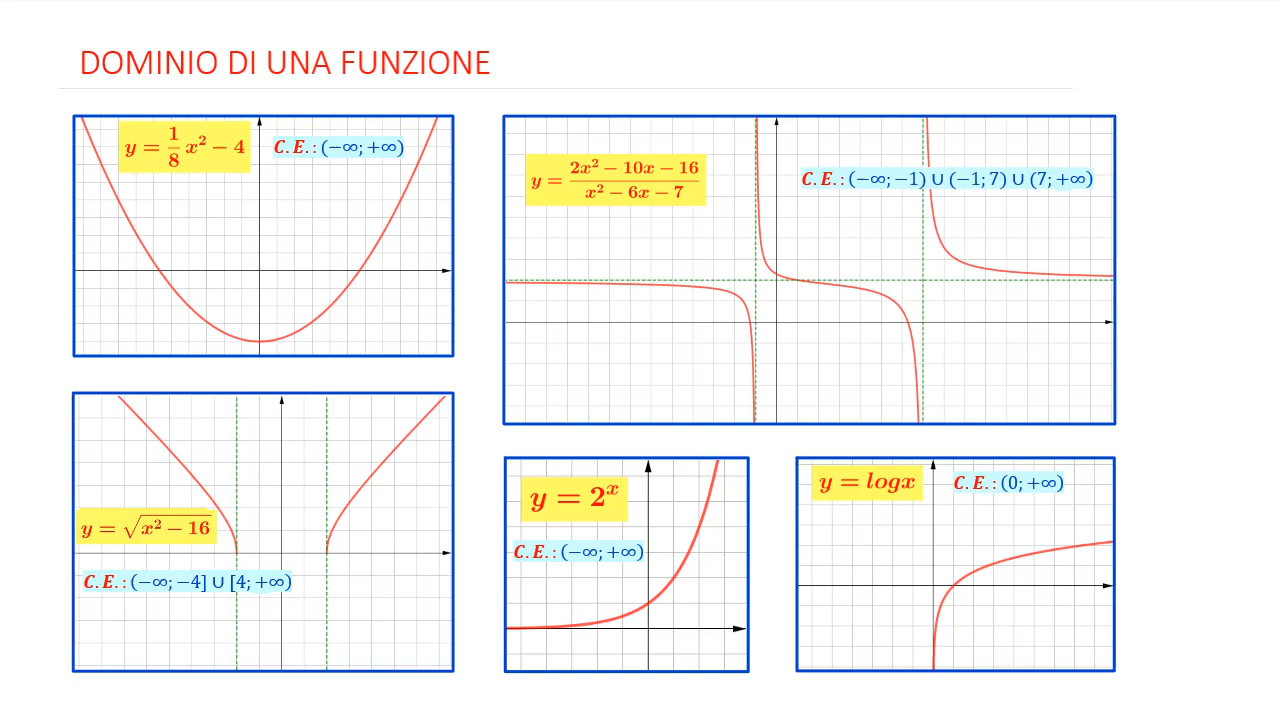 DOMINIO DI UNA FUNZIONE
y = 1/8 x² − 4
C.E.: (−∞; +∞)
y = (2x² − 10x − 16)/(x² − 6x − 7)
C.E.: (−∞; −1) ∪ (−1; 7) ∪ (7; +∞)
y = √(x² − 16)
C.E.: (−∞; −4] ∪ [4; +∞)
y = 2ˣ
C.E.: (−∞; +∞)
y = logx
C.E.: (0; +∞)